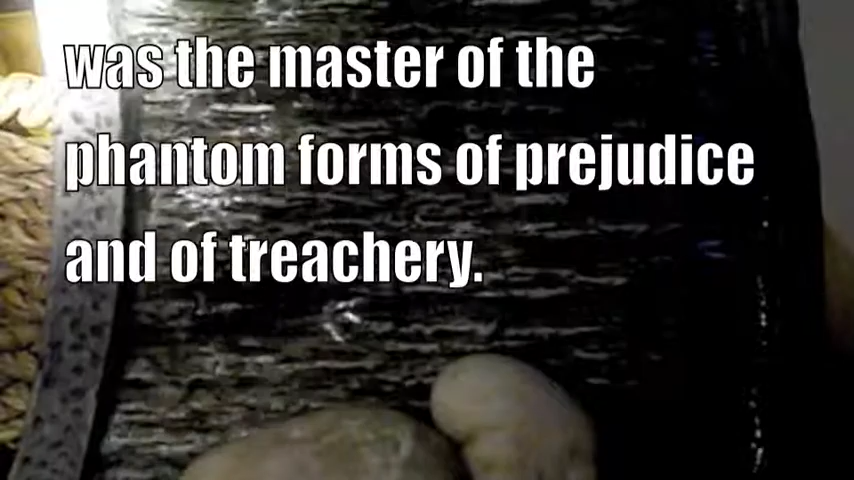 was the master of the
phantom forms of prejudice
and of treachery.